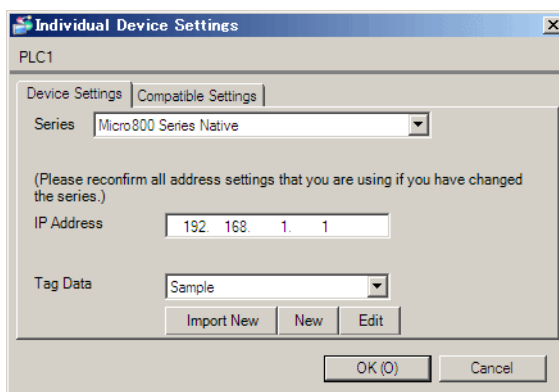 Individual Device Settings
PLC1
Device Settings Compatible Settings
Series Micro800 Series Native
(Please reconfirm all address settings that you are using if you have changed
the series.)
IP Address 192. 168. 1. 1
Tag Data Sample
Import New New Edit
OK (O) Cancel